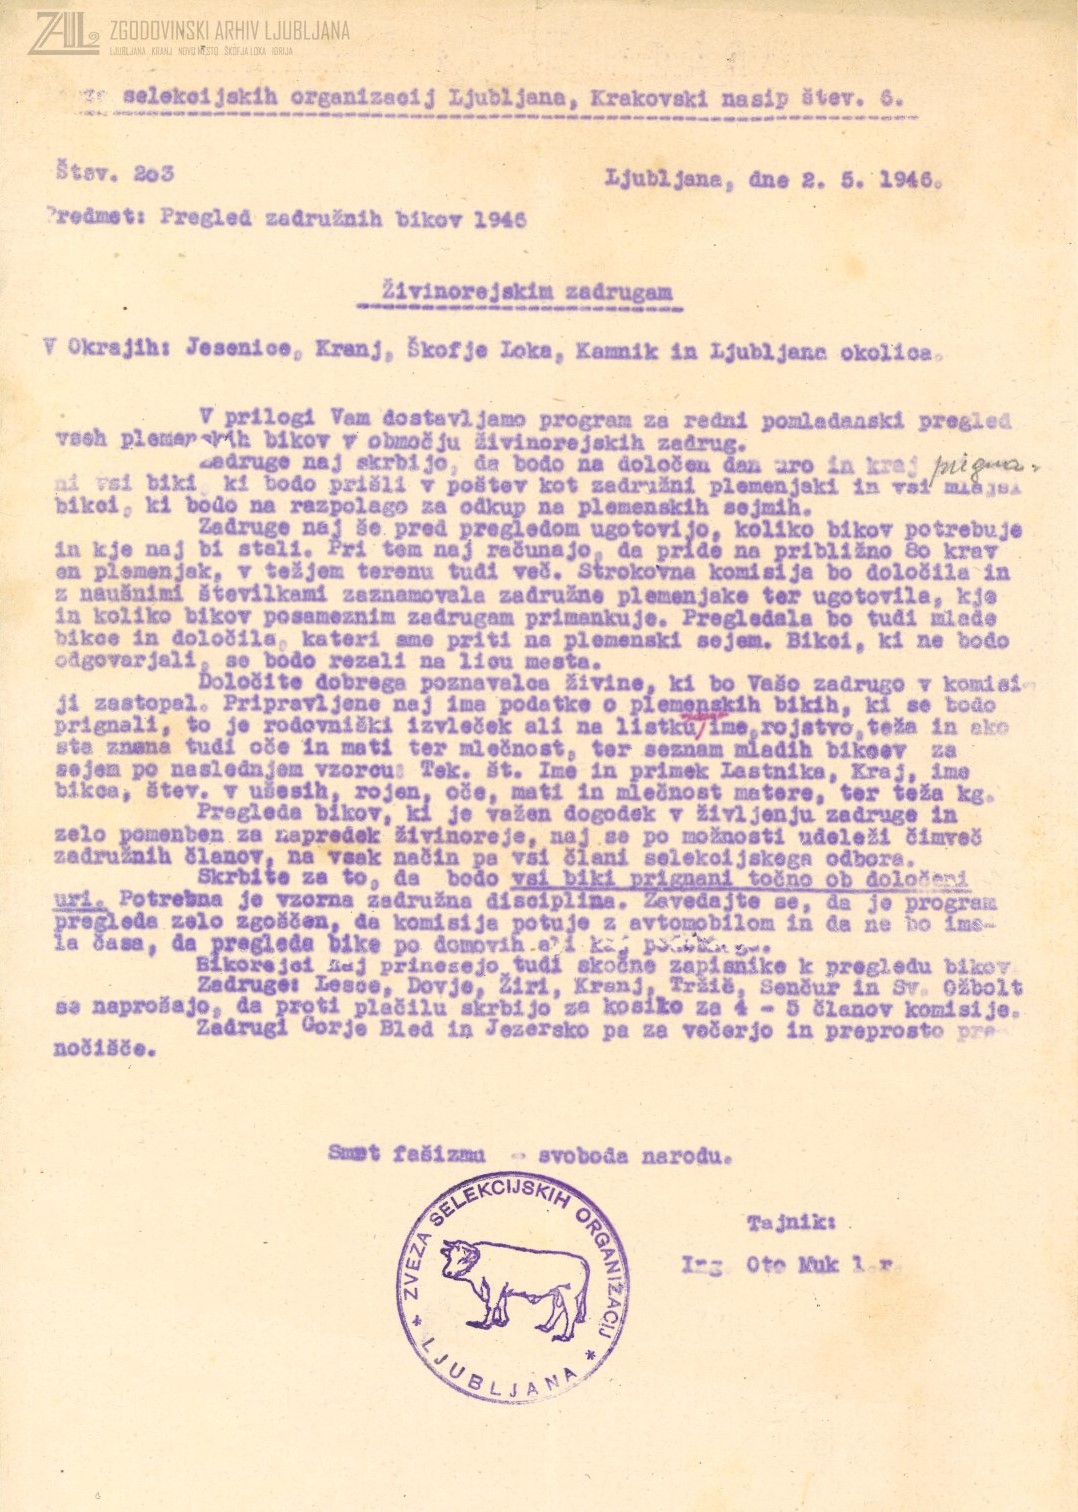 ZAL ZGODOVINSKI ARHIV LJUBLJANA
LJUBLJANA KRANJ NOVO MESTO ŠKOFJA LOKA IDRIJA
selekcijskih organizacij Ljubljana, Krakovski nasip štev. 6.
Štev. 2o3
Ljubljana, dne 2. 5. 1946.
Predmet: Pregled zadružnih bikov 1946
Živinorejskim zadrugam
V Okrajih: Jesenice, Kranj, Škofje Loka, Kamnik in Ljubljana okolica.
V prilogi Vam dostavljamo program za redni pomladanski pregled
vseh plemenskih bikov v območju živinorejskih zadrug.
Zadruge naj skrbijo, da bodo na določen dan uro in kraj prigna-
ni vsi biki, ki bodo prišli v poštev kot zadružni plemenjaki in vsi mlajši
bikci, ki bodo na razpolago za odkup na plemenskih sejmih.
Zadruge naj še pred pregledom ugotovijo, koliko bikov potrebuje
in kje naj bi stali. Pri tem naj računajo, da pride na približno 8o krav
en plemenjak, v težjem terenu tudi več. Strokovna komisija bo določila in
z naušnimi številkami zaznamovala zadružne plemenjake ter ugotovila, kje
in koliko bikov posameznim zadrugam primankuje. Pregledala bo tudi mlade
bikce in določila, kateri sme priti na plemenski sejem. Bikci, ki ne bodo
odgovarjali, se bodo rezali na licu mesta.
Določite dobrega poznavalca živine, ki bo Vašo zadrugo v komisi-
ji zastopal. Pripravljene naj ima podatke o plemenskih bikih, ki se bodo
prignali, to je rodovniški izvleček ali na listku ime, rojstvo, teža in ako
sta znana tudi oče in mati ter mlečnost, ter seznam mladih bikcev za
sejem po naslednjem vzorcu: Tek. št. Ime in primek Lastnika, Kraj, ime
bikca, štev. v ušesih, rojen, oče, mati in mlečnost matere, ter teža kg.
Pregleda bikov, ki je važen dogodek v življenju zadruge in
zelo pomenben za napredek živinoreje, naj se po možnosti udeleži čimveč
zadružnih članov, na vsak način pa vsi člani selekcijskega odbora.
Skrbite za to, da bodo vsi biki prignani točno ob določeni
uri. Potrebna je vzorna zadružna disciplina. Zavedajte se, da je program
pregleda zelo zgoščen, da komisija potuje z avtomobilom in da ne bo ime-
la časa, da pregleda bike po domovih ali kaj
Bikorejci naj prinesejo tudi skočne zapisnike k pregledu bikov
Zadruge: Lesce, Dovje, Žiri, Kranj, Tržič, Senčur in Sv. Ožbolt
se naprošajo, da proti plačilu skrbijo za kosilo za 4 - 5 članov komisije.
Zadrugi Gorje Bled in Jezersko pa za večerjo in preprosto pre-
nočišče.
Smrt fašizmu - svoboda narodu.
ZVEZA SELEKCIJSKIH ORGANIZACIJ
* LJUBLJANA *
Tajnik:
Ing. Oto Muk